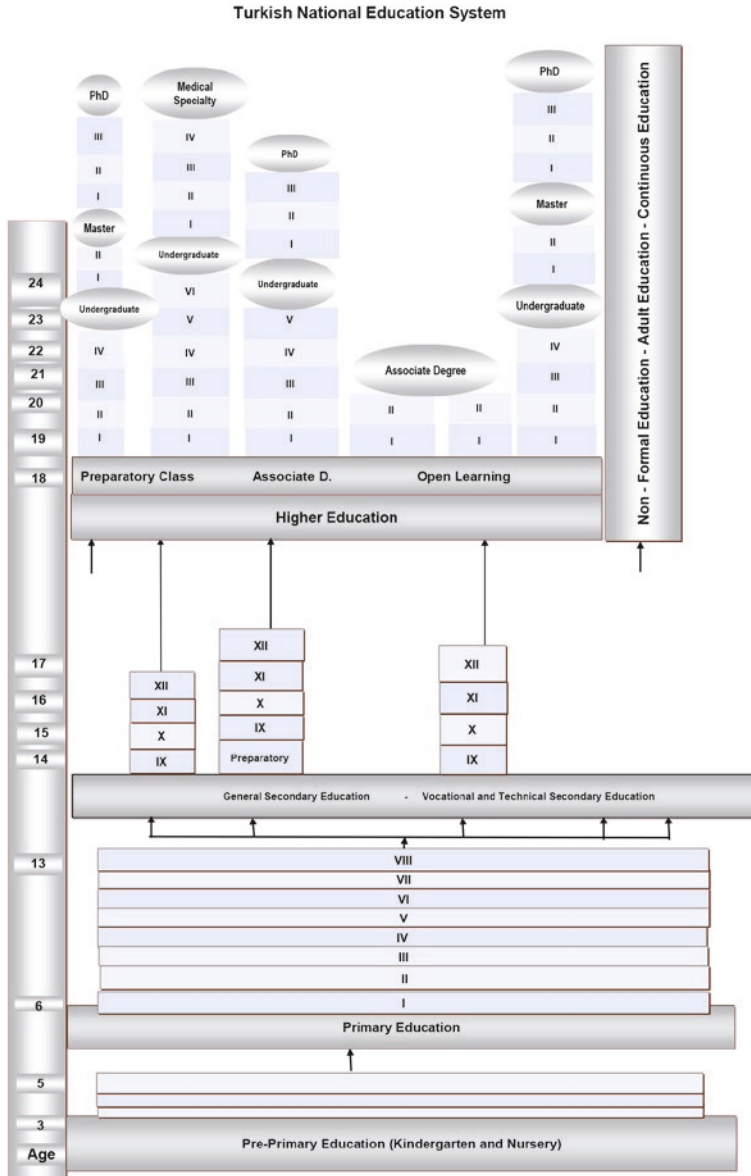 Turkish National Education System
PhD
III
II
I
Master
II
I
Undergraduate
IV
III
II
I
Medical
Specialty
IV
III
II
I
Undergraduate
VI
V
IV
III
II
I
PhD
III
II
I
Undergraduate
V
IV
III
II
I
Associate Degree
II
I
II
I
PhD
III
II
I
Master
II
I
Undergraduate
IV
III
II
I
Non - Formal Education - Adult Education - Continuous Education
24
23
22
21
20
19
18
Preparatory Class Associate D. Open Learning
Higher Education
17
16
15
14
XII
XI
X
IX
XII
XI
X
IX
Preparatory
XII
XI
X
IX
General Secondary Education - Vocational and Technical Secondary Education
13
VIII
VII
VI
V
IV
III
II
I
6
Primary Education
5
3
Age
Pre-Primary Education (Kindergarten and Nursery)